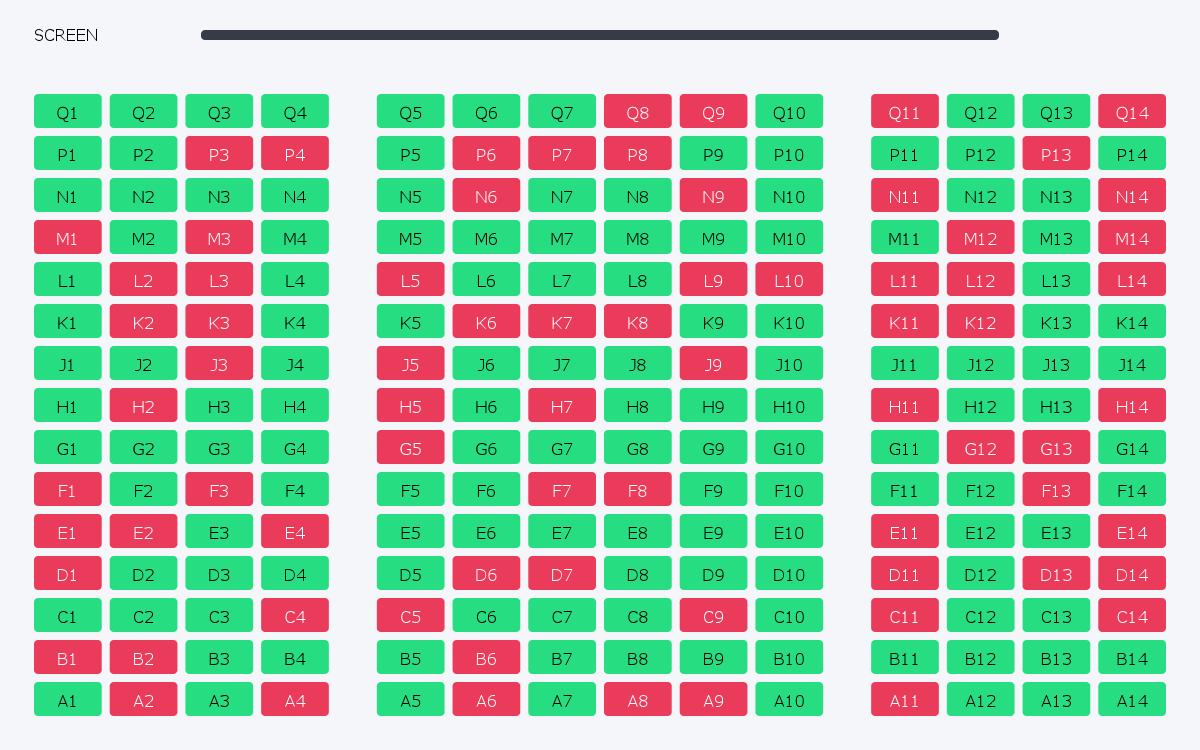 SCREEN
Q1 Q2 Q3 Q4 Q5 Q6 Q7 Q8 Q9 Q10 Q11 Q12 Q13 Q14
P1 P2 P3 P4 P5 P6 P7 P8 P9 P10 P11 P12 P13 P14
N1 N2 N3 N4 N5 N6 N7 N8 N9 N10 N11 N12 N13 N14
M1 M2 M3 M4 M5 M6 M7 M8 M9 M10 M11 M12 M13 M14
L1 L2 L3 L4 L5 L6 L7 L8 L9 L10 L11 L12 L13 L14
K1 K2 K3 K4 K5 K6 K7 K8 K9 K10 K11 K12 K13 K14
J1 J2 J3 J4 J5 J6 J7 J8 J9 J10 J11 J12 J13 J14
H1 H2 H3 H4 H5 H6 H7 H8 H9 H10 H11 H12 H13 H14
G1 G2 G3 G4 G5 G6 G7 G8 G9 G10 G11 G12 G13 G14
F1 F2 F3 F4 F5 F6 F7 F8 F9 F10 F11 F12 F13 F14
E1 E2 E3 E4 E5 E6 E7 E8 E9 E10 E11 E12 E13 E14
D1 D2 D3 D4 D5 D6 D7 D8 D9 D10 D11 D12 D13 D14
C1 C2 C3 C4 C5 C6 C7 C8 C9 C10 C11 C12 C13 C14
B1 B2 B3 B4 B5 B6 B7 B8 B9 B10 B11 B12 B13 B14
A1 A2 A3 A4 A5 A6 A7 A8 A9 A10 A11 A12 A13 A14